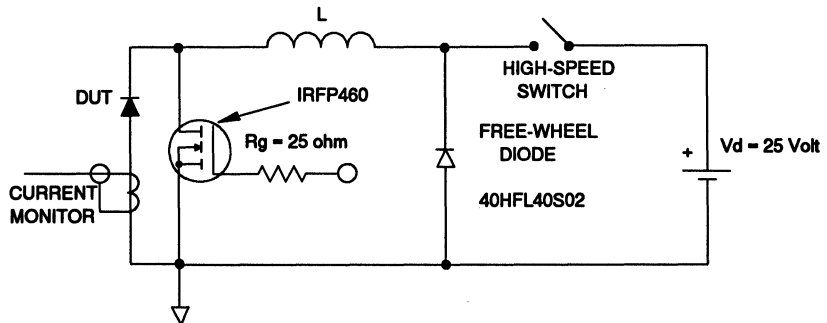 L
HIGH-SPEED
SWITCH
DUT
IRFP460
Rg = 25 ohm
FREE-WHEEL
DIODE
+
Vd = 25 Volt
CURRENT
MONITOR
40HFL40S02